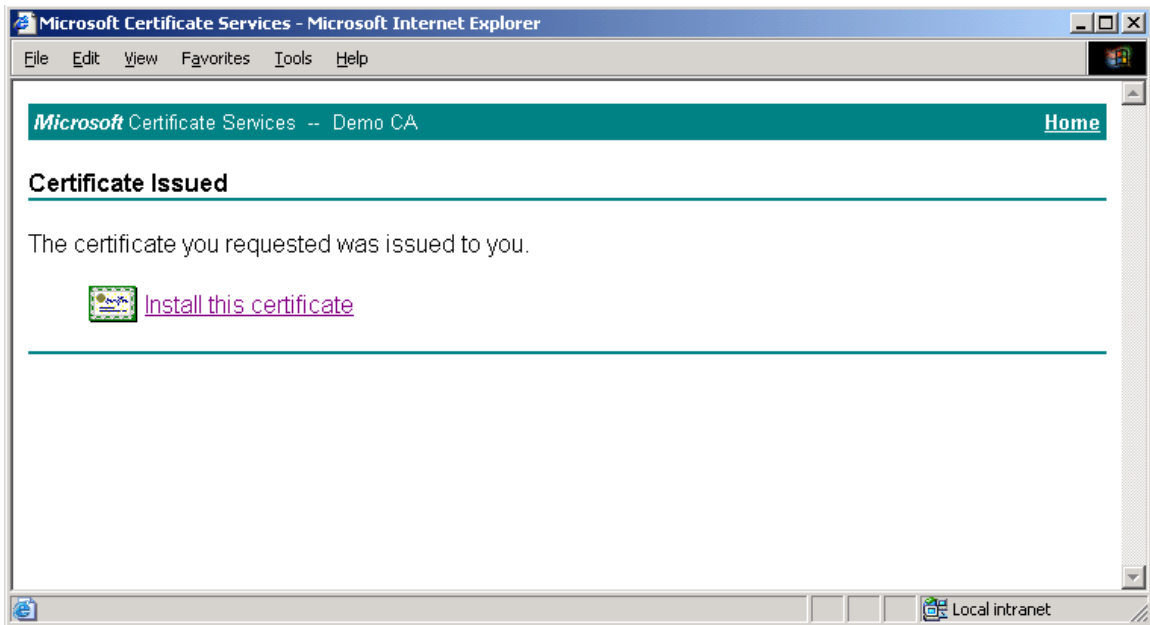 Microsoft Certificate Services - Microsoft Internet Explorer
File Edit View Favorites Tools Help
Microsoft Certificate Services -- Demo CA Home
Certificate Issued
The certificate you requested was issued to you.
Install this certificate
Local intranet